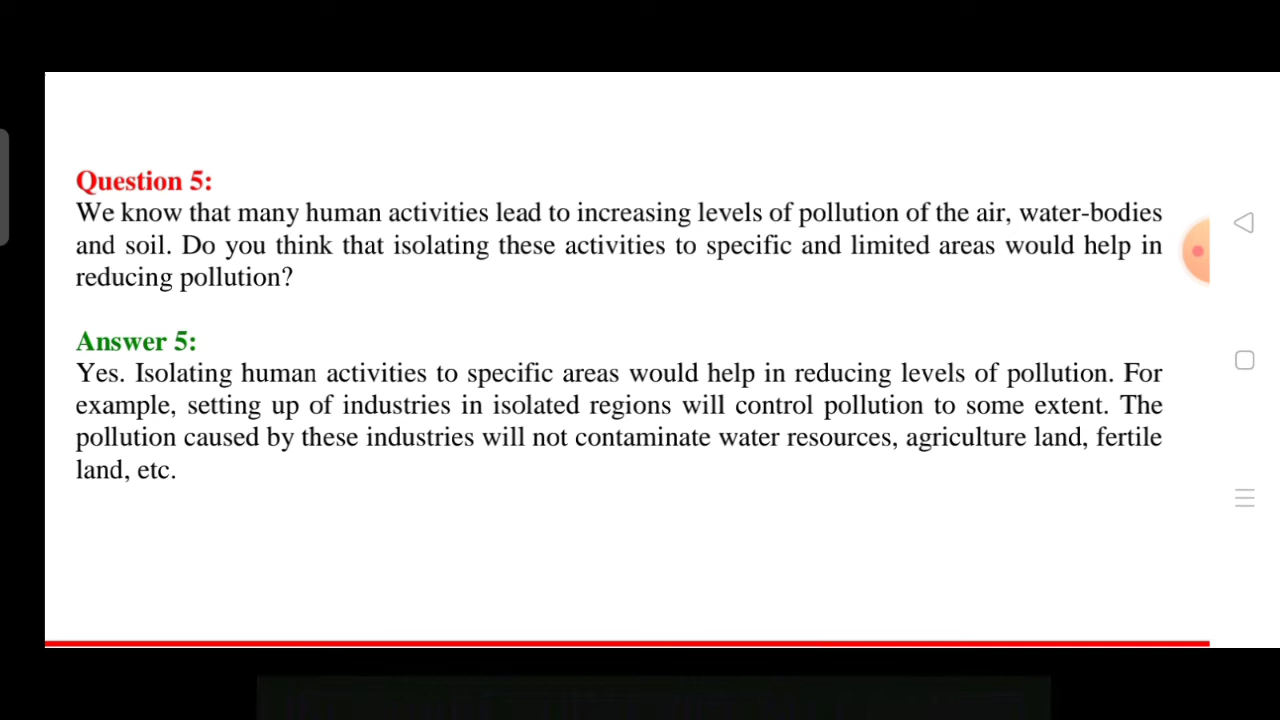 Question 5:
We know that many human activities lead to increasing levels of pollution of the air, water-bodies
and soil. Do you think that isolating these activities to specific and limited areas would help in
reducing pollution?
Answer 5:
Yes. Isolating human activities to specific areas would help in reducing levels of pollution. For
example, setting up of industries in isolated regions will control pollution to some extent. The
pollution caused by these industries will not contaminate water resources, agriculture land, fertile
land, etc.